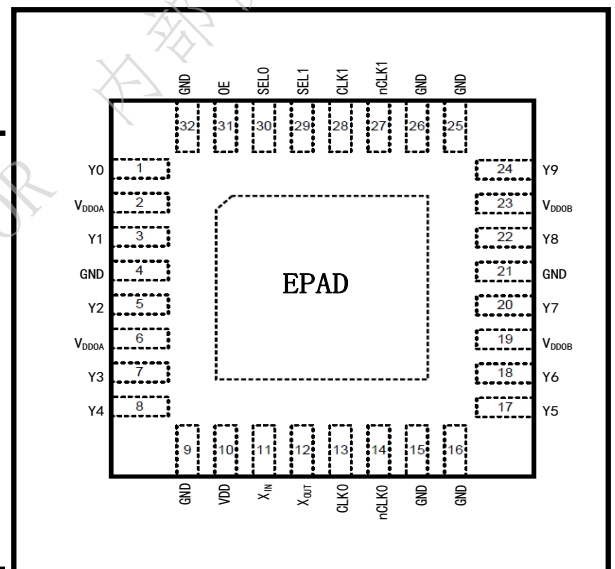 内部
OR
GND OE SEL0 SEL1 CLK1 nCLK1 GND GND
32 31 30 29 28 27 26 25
Y0 1 24 Y9
VDDOA 2 23 VDDOB
Y1 3 22 Y8
GND 4 21 GND
EPAD
Y2 5 20 Y7
VDDOA 6 19 VDDOB
Y3 7 18 Y6
Y4 8 17 Y5
9 10 11 12 13 14 15 16
GND VDD XIN XOUT CLK0 nCLK0 GND GND